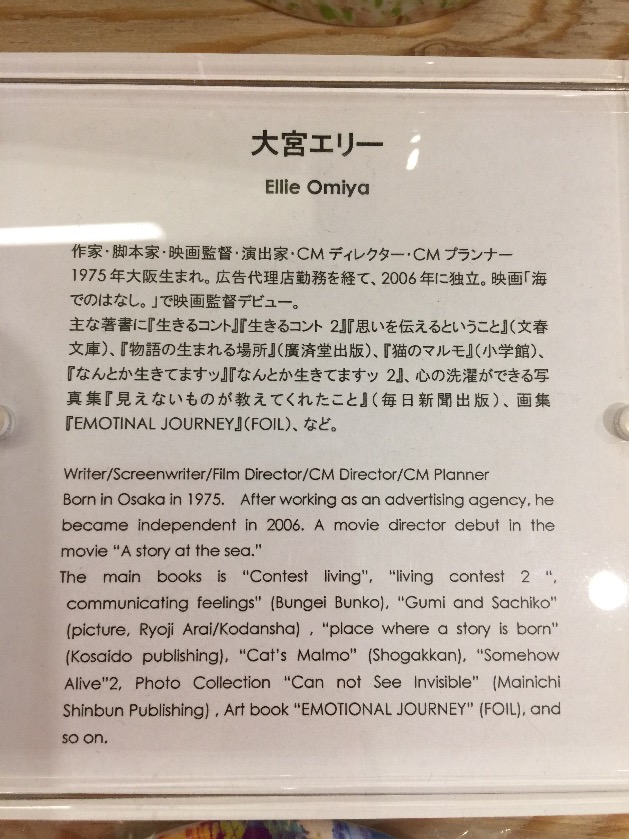 大宮エリー
Ellie Omiya
作家・脚本家・映画監督・演出家・CM ディレクター・CM プランナー
1975年大阪生まれ。広告代理店勤務を経て、2006年に独立。映画「海
でのはなし。」で映画監督デビュー。
主な著書に『生きるコント』『生きるコント 2』『思いを伝えるということ』（文春
文庫）、『物語の生まれる場所』（廣済堂出版）、『猫のマルモ』（小学館）、
『なんとか生きてますッ』『なんとか生きてますッ 2』、心の洗濯ができる写
真集『見えないものが教えてくれたこと』（毎日新聞出版）、画集
『EMOTINAL JOURNEY』（FOIL）、など。
Writer/Screenwriter/Film Director/CM Director/CM Planner
Born in Osaka in 1975. After working as an advertising agency, he
became independent in 2006. A movie director debut in the
movie “A story at the sea.”
The main books is “Contest living”, “living contest 2 “,
communicating feelings” (Bungei Bunko), “Gumi and Sachiko”
(picture, Ryoji Arai/Kodansha) , “place where a story is born”
(Kosaido publishing), “Cat’s Malmo” (Shogakkan), “Somehow
Alive”2, Photo Collection “Can not See Invisible” (Mainichi
Shinbun Publishing) , Art book “EMOTIONAL JOURNEY” (FOIL), and
so on.